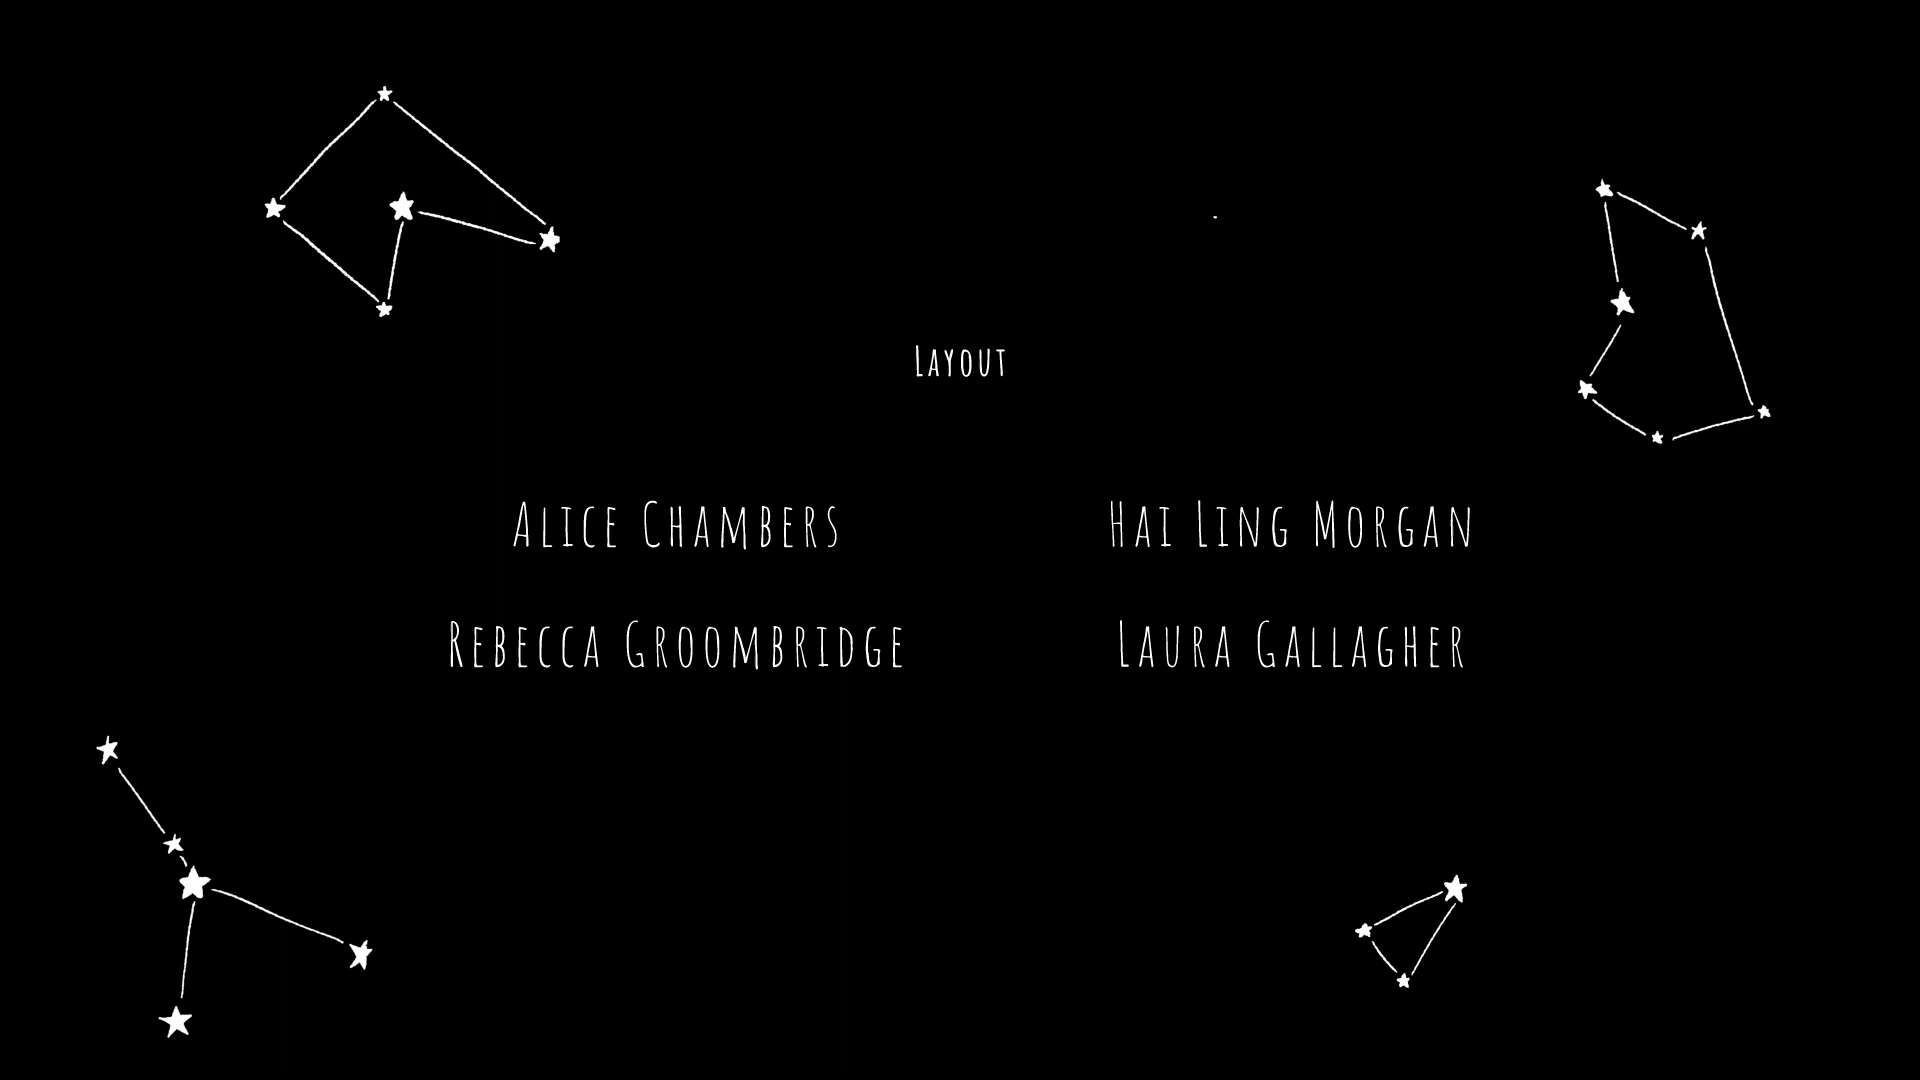 Layout
Alice Chambers
Hai Ling Morgan
Rebecca Groombridge
Laura Gallagher